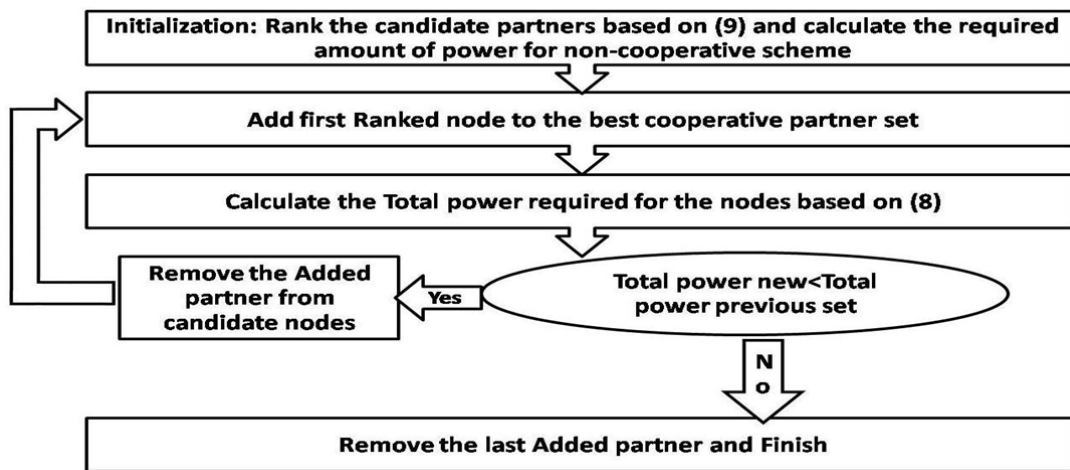 Initialization: Rank the candidate partners based on (9) and calculate the required
amount of power for non-cooperative scheme
Add first Ranked node to the best cooperative partner set
Calculate the Total power required for the nodes based on (8)
Remove the Added
partner from
candidate nodes
Yes
Total power new<Total
power previous set
N
o
Remove the last Added partner and Finish